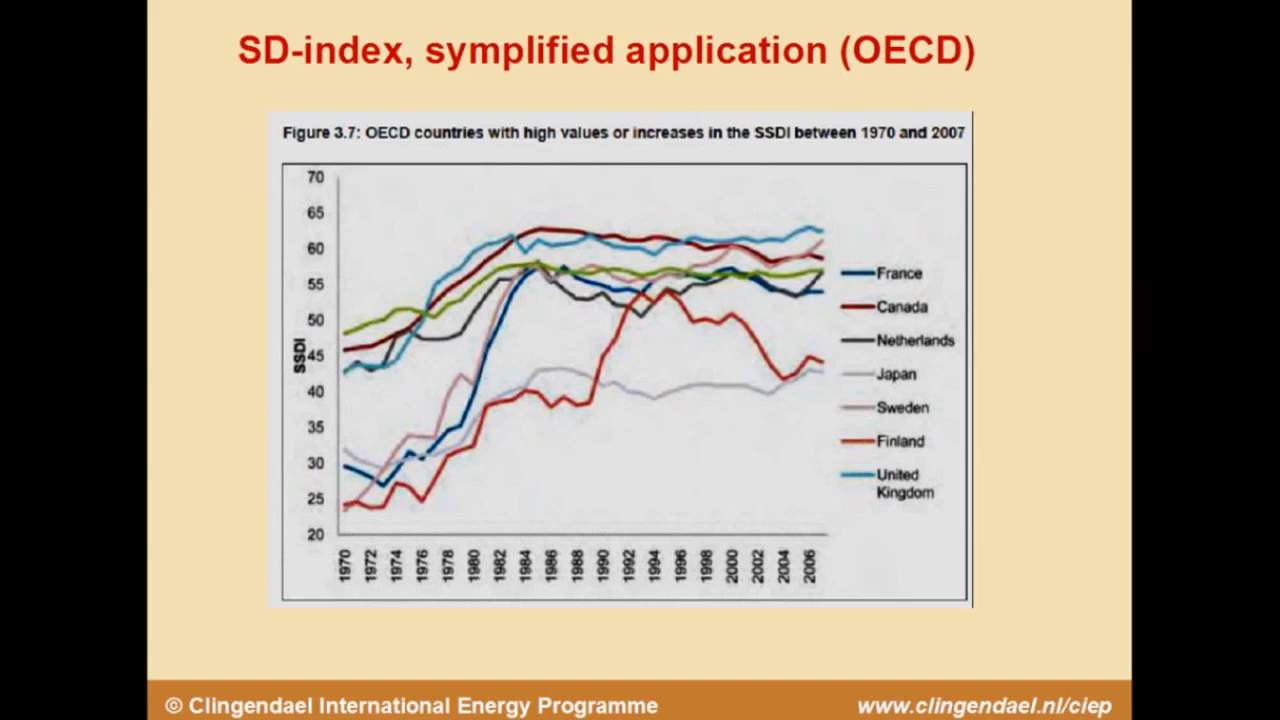 SD-index, symplified application (OECD)
Figure 3.7: OECD countries with high values or increases in the SSDI between 1970 and 2007
70
65
60
55
50
45
40
35
30
25
20
SSDI
1970
1972
1974
1976
1978
1980
1982
1984
1986
1988
1990
1992
1994
1996
1998
2000
2002
2004
2006
France
Canada
Netherlands
Japan
Sweden
Finland
United
Kingdom
© Clingendael International Energy Programme
www.clingendael.nl/ciep